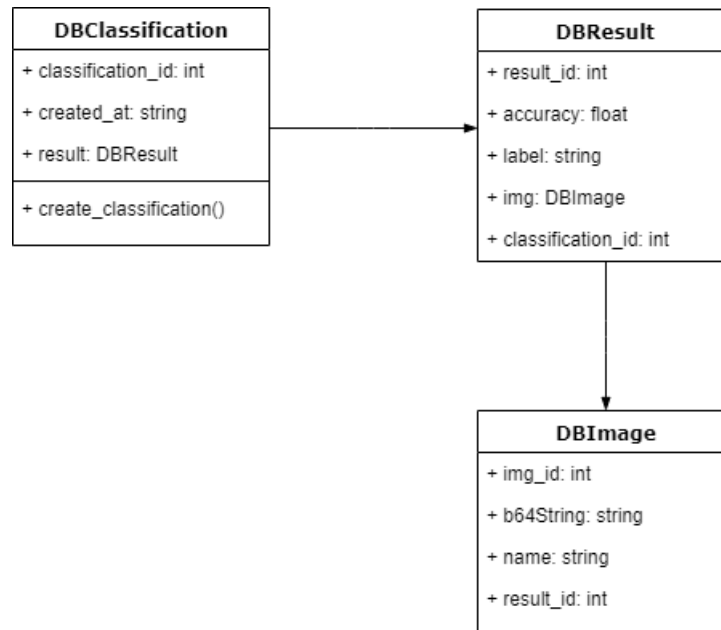 DBClassification
+ classification_id: int
+ created_at: string
+ result: DBResult
+ create_classification()
DBResult
+ result_id: int
+ accuracy: float
+ label: string
+ img: DBImage
+ classification_id: int
DBImage
+ img_id: int
+ b64String: string
+ name: string
+ result_id: int